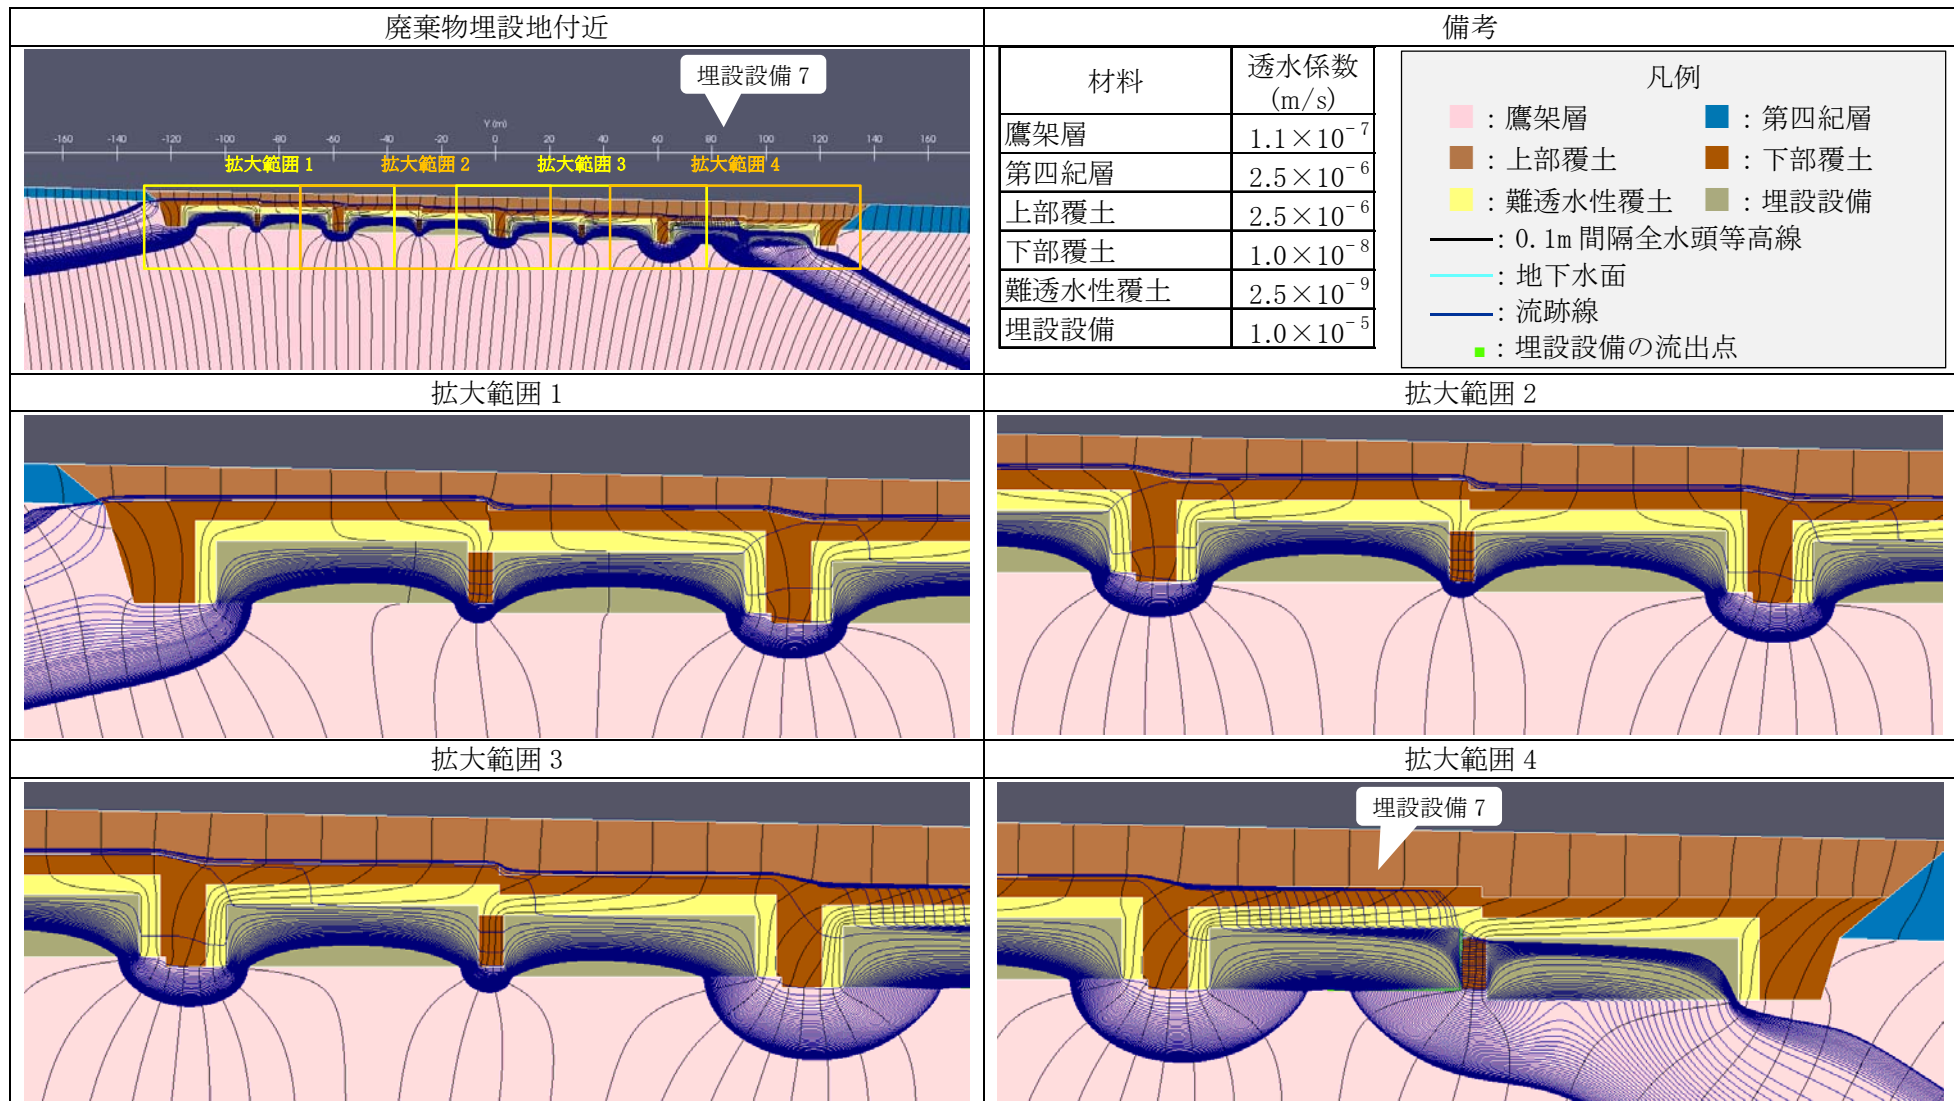 廃棄物埋設地付近
備考
埋設設備 7
Y (m)
-160 -140 -120 -100 -80 -60 -40 -20 0 20 40 60 80 100 120 140 160
拡大範囲 1 拡大範囲 2 拡大範囲 3 拡大範囲 4
材料 透水係数 (m/s)
鷹架層 1.1×10⁻⁷
第四紀層 2.5×10⁻⁶
上部覆土 2.5×10⁻⁶
下部覆土 1.0×10⁻⁸
難透水性覆土 2.5×10⁻⁹
埋設設備 1.0×10⁻⁵
凡例
：鷹架層 ：第四紀層
：上部覆土 ：下部覆土
：難透水性覆土 ：埋設設備
：0.1m 間隔全水頭等高線
：地下水面
：流跡線
：埋設設備の流出点
拡大範囲 1
拡大範囲 2
拡大範囲 3
拡大範囲 4
埋設設備 7